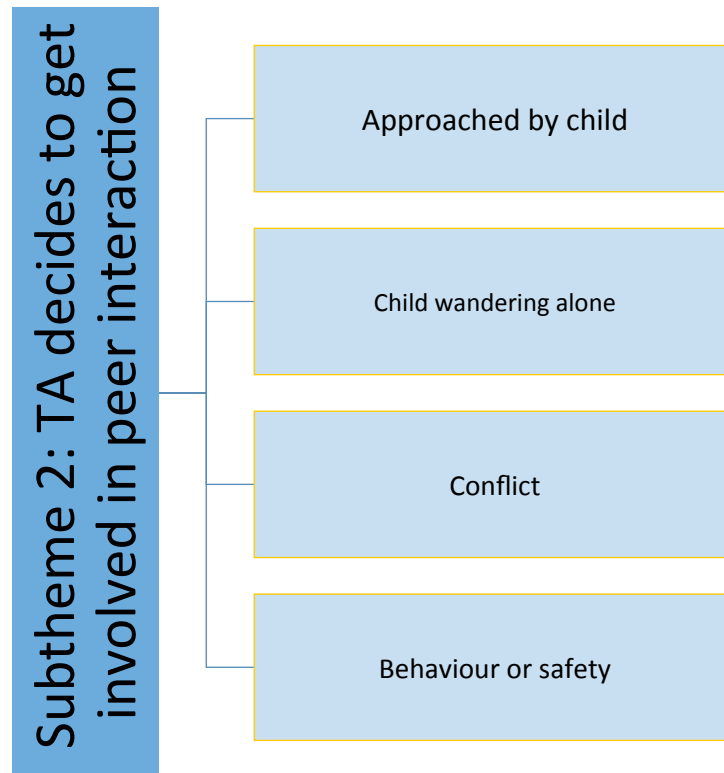 Subtheme 2: TA decides to get
involved in peer interaction
Approached by child
Child wandering alone
Conflict
Behaviour or safety